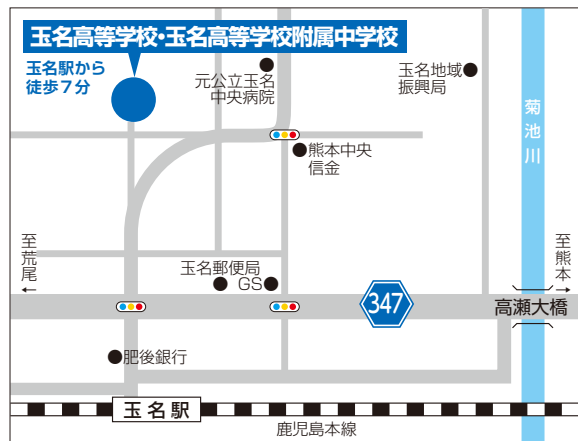 玉名高等学校・玉名高等学校附属中学校
玉名駅から
徒歩7分
元公立玉名
中央病院
玉名地域
振興局
菊池川
熊本中央
信金
至荒尾
←
至熊本
→
玉名郵便局
GS
347
高瀬大橋
肥後銀行
玉名駅
鹿児島本線